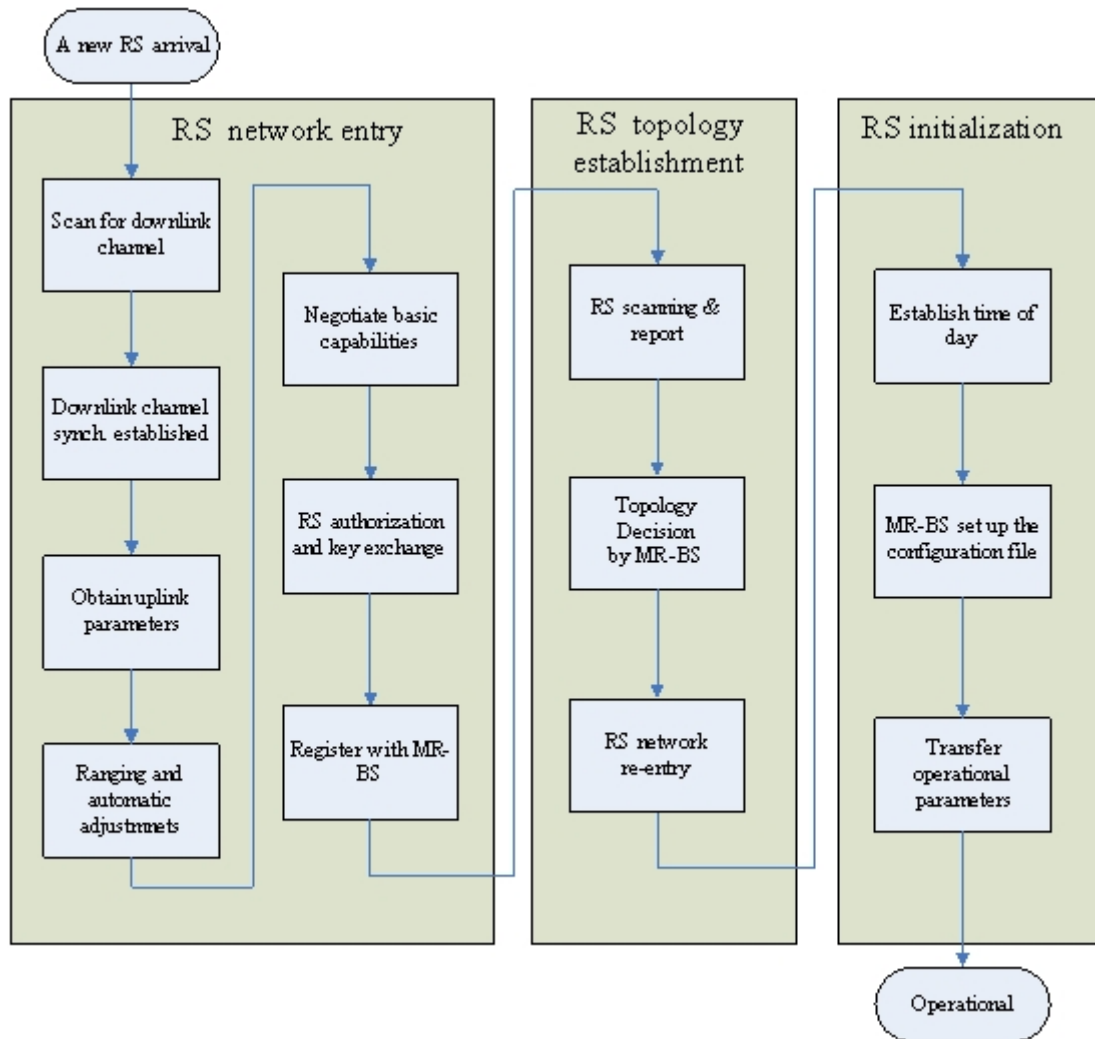 A new RS arrival
RS network entry
Scan for downlink
channel
Downlink channel
synch. established
Obtain uplink
parameters
Ranging and
automatic
adjustmnets
Negotiate basic
capabilities
RS authorization
and key exchange
Register with MR-
BS
RS topology
establishment
RS scanning &
report
Topology
Decision
by MR-BS
RS network
re-entry
RS initialization
Establish time of
day
MR-BS set up the
configuration file
Transfer
operational
parameters
Operational